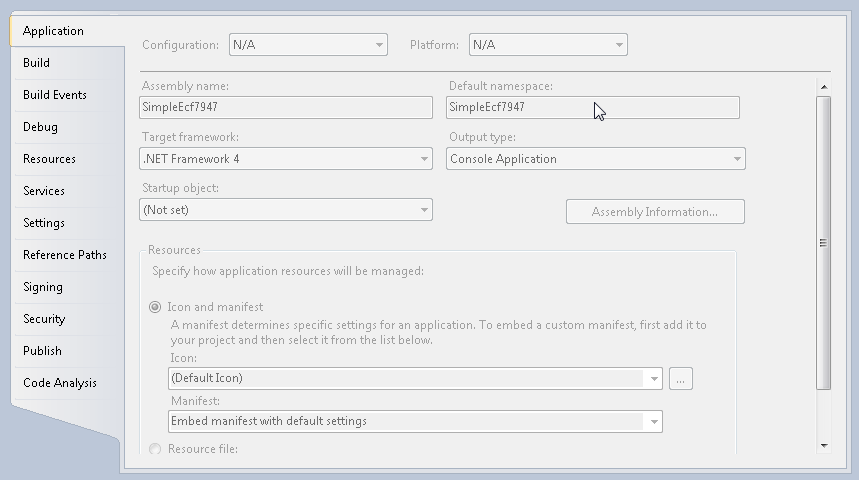 Application
Build
Build Events
Debug
Resources
Services
Settings
Reference Paths
Signing
Security
Publish
Code Analysis
Configuration: N/A Platform: N/A
Assembly name: Default namespace:
SimpleEcf7947 SimpleEcf7947
Target framework: Output type:
.NET Framework 4 Console Application
Startup object:
(Not set) Assembly Information...
Resources
Specify how application resources will be managed:
Icon and manifest
A manifest determines specific settings for an application. To embed a custom manifest, first add it to
your project and then select it from the list below.
Icon:
(Default Icon) ...
Manifest:
Embed manifest with default settings
Resource file: